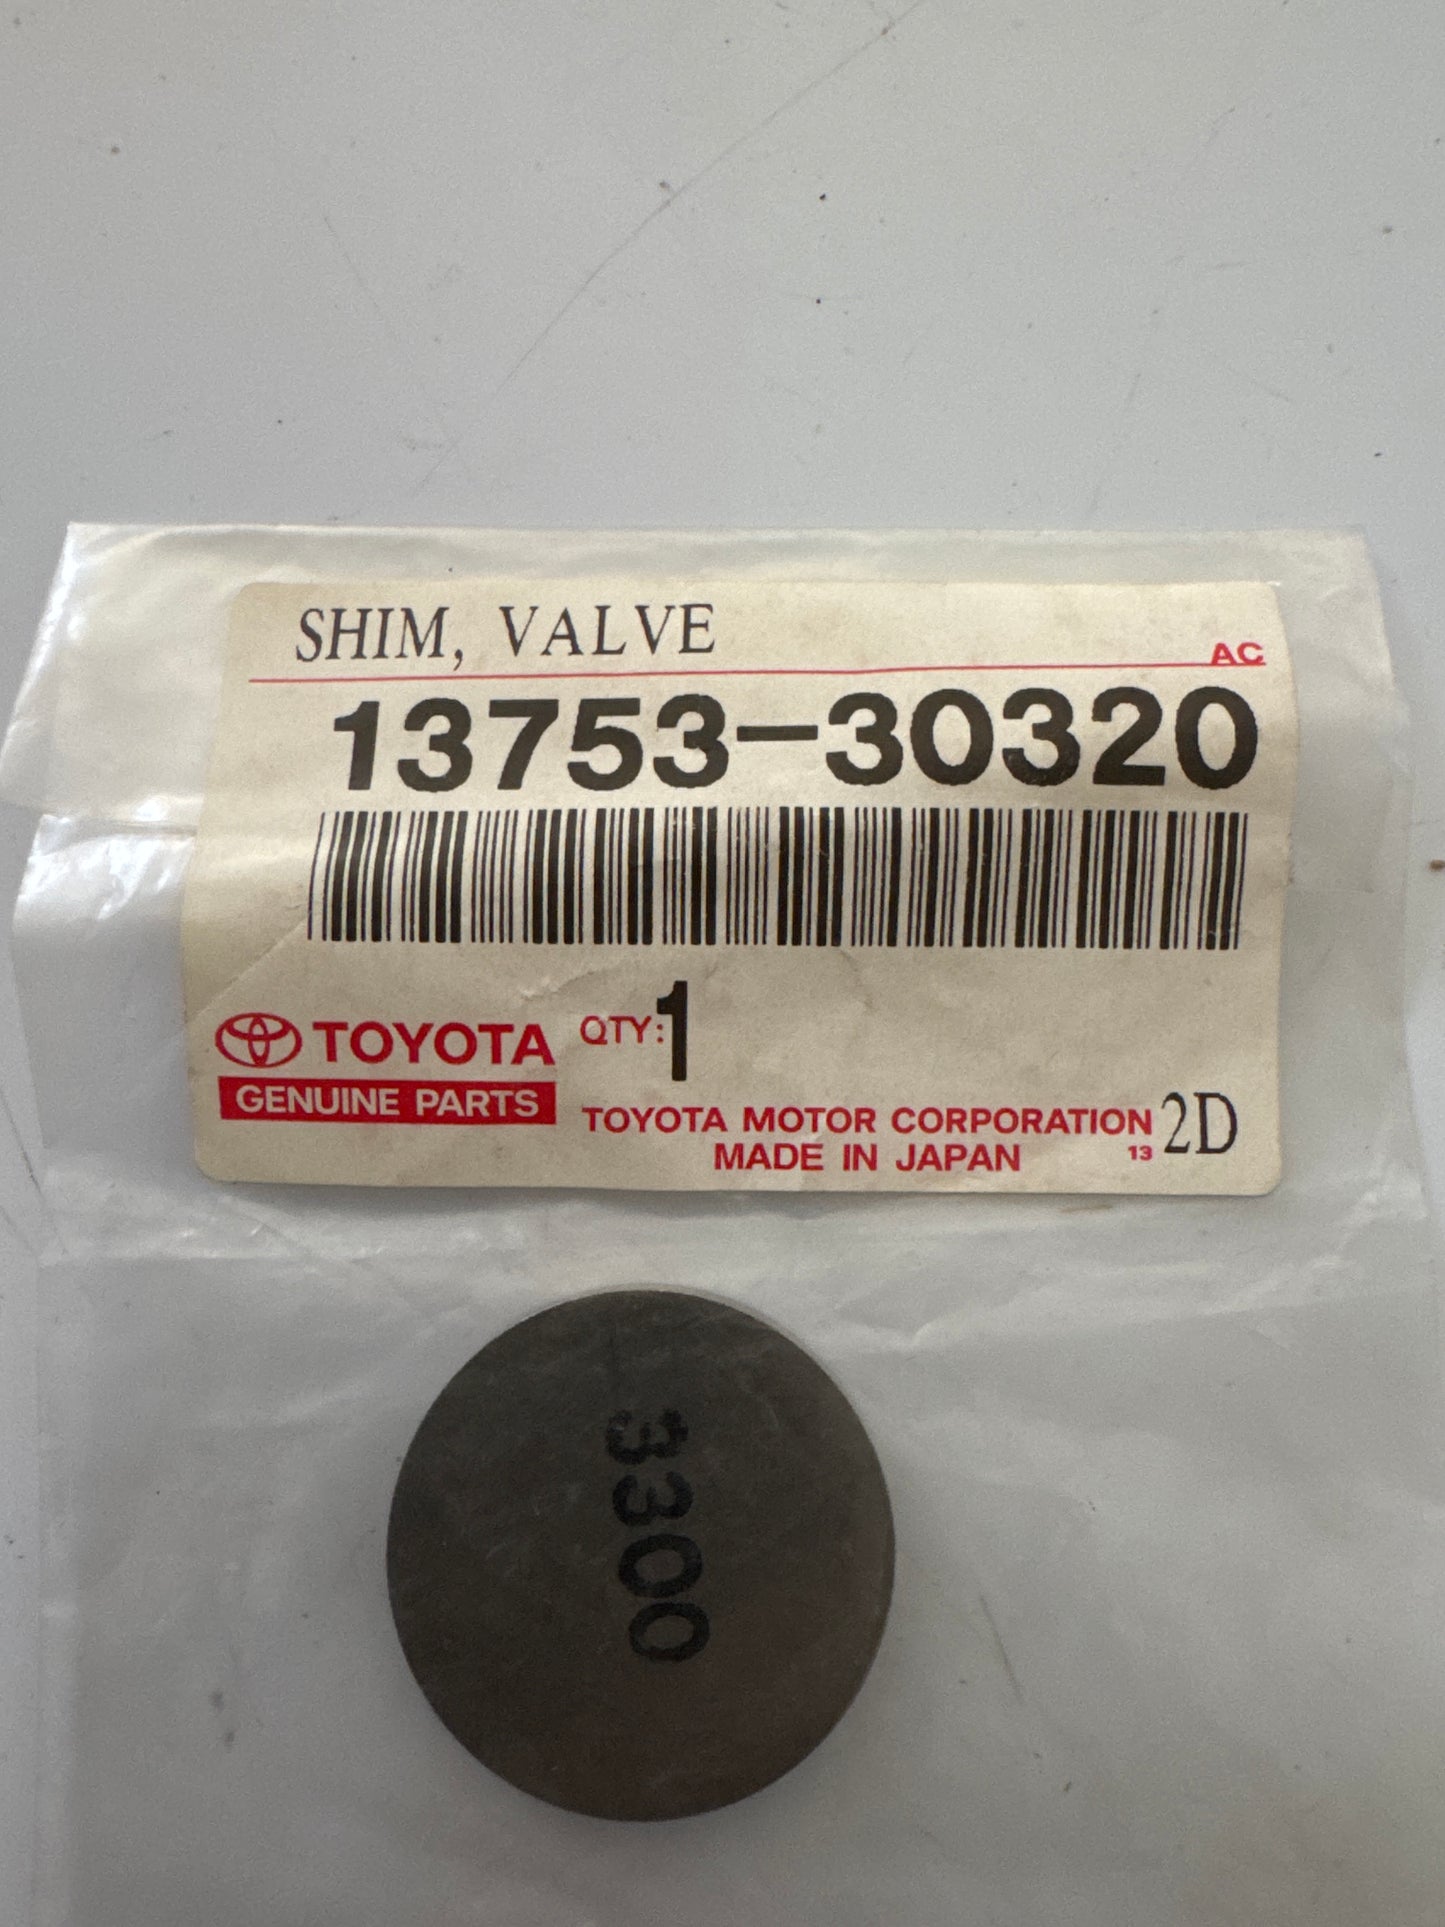 SHIM, VALVE
AC
13753-30320
TOYOTA QTY: 1
GENUINE PARTS
TOYOTA MOTOR CORPORATION 2D
MADE IN JAPAN 13
3300